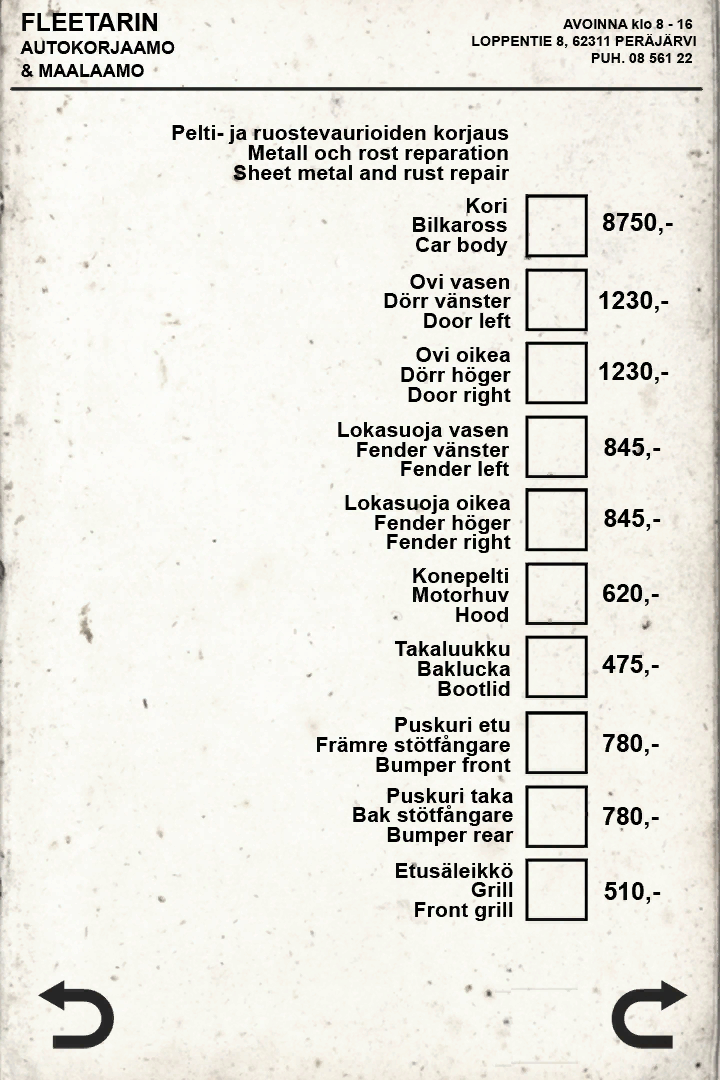 FLEETARIN
AUTOKORJAAMO
& MAALAAMO
AVOINNA klo 8 - 16
LOPPENTIE 8, 62311 PERÄJÄRVI
PUH. 08 561 22
Pelti- ja ruostevaurioiden korjaus
Metall och rost reparation
Sheet metal and rust repair
Kori
Bilkaross
Car body
8750,-
Ovi vasen
Dörr vänster
Door left
1230,-
Ovi oikea
Dörr höger
Door right
1230,-
Lokasuoja vasen
Fender vänster
Fender left
845,-
Lokasuoja oikea
Fender höger
Fender right
845,-
Konepelti
Motorhuv
Hood
620,-
Takaluukku
Baklucka
Bootlid
475,-
Puskuri etu
Främre stötfångare
Bumper front
780,-
Puskuri taka
Bak stötfångare
Bumper rear
780,-
Etusäleikkö
Grill
Front grill
510,-